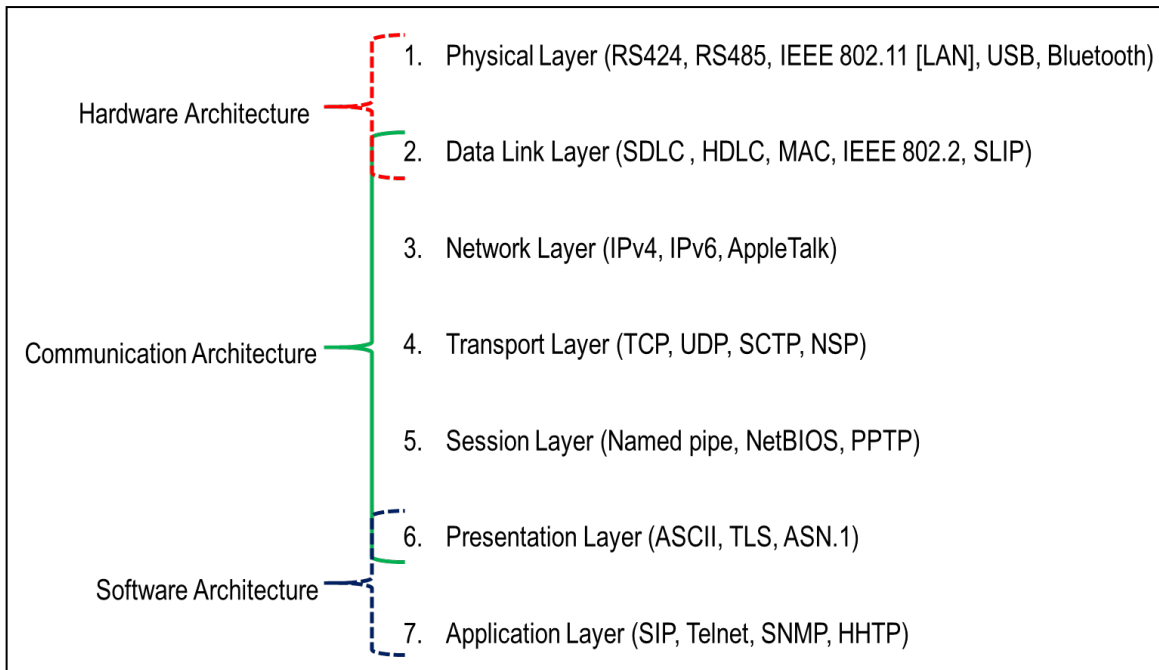 1. Physical Layer (RS424, RS485, IEEE 802.11 [LAN], USB, Bluetooth)
Hardware Architecture
2. Data Link Layer (SDLC , HDLC, MAC, IEEE 802.2, SLIP)
3. Network Layer (IPv4, IPv6, AppleTalk)
4. Transport Layer (TCP, UDP, SCTP, NSP)
Communication Architecture
5. Session Layer (Named pipe, NetBIOS, PPTP)
6. Presentation Layer (ASCII, TLS, ASN.1)
Software Architecture
7. Application Layer (SIP, Telnet, SNMP, HHTP)